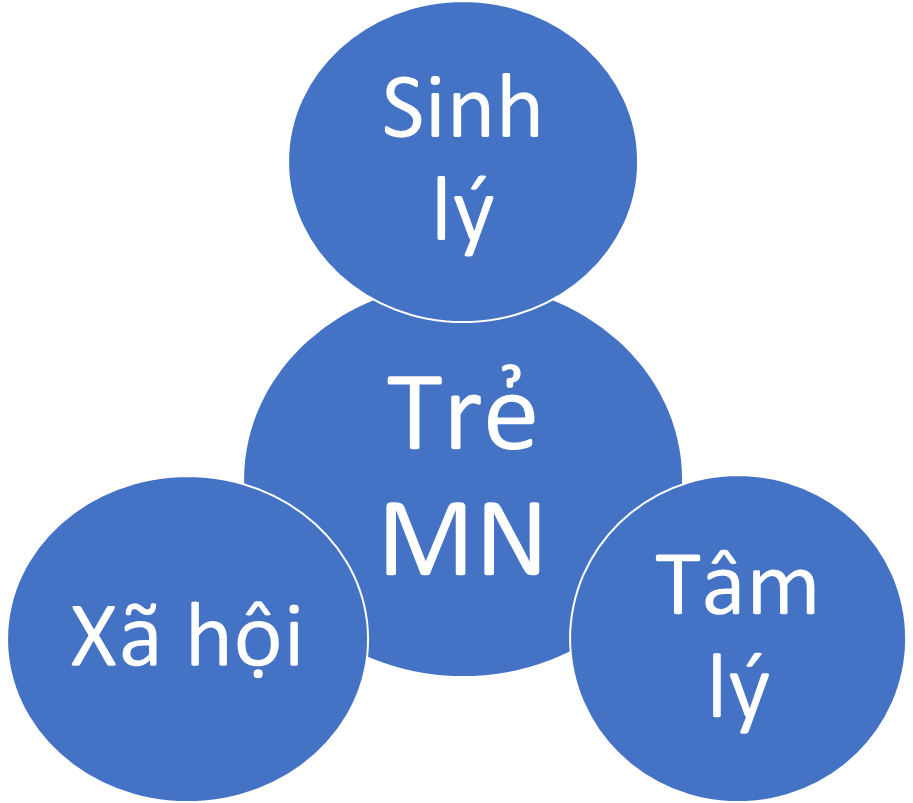 Sinh
lý
Trẻ
MN
Xã hội
Tâm
lý